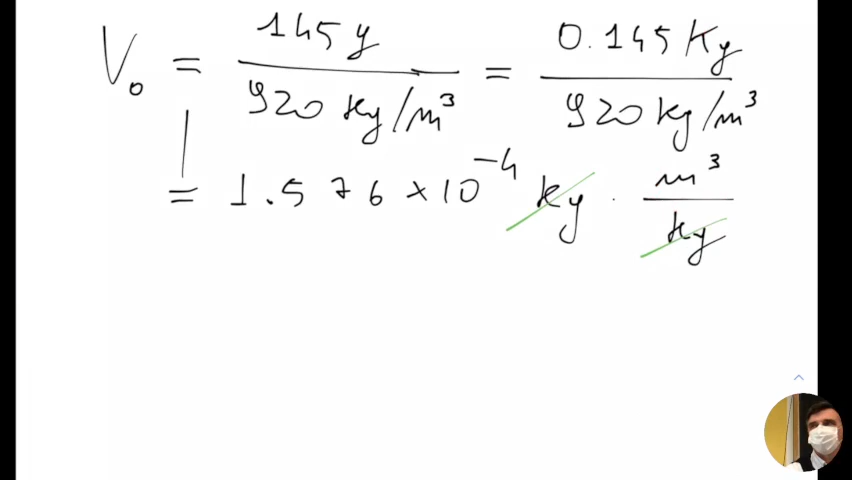 V₀ = 145 g / 920 kg/m³ = 0.145 Kg / 920 kg/m³
= 1.576 × 10⁻⁴ kg · m³ / kg